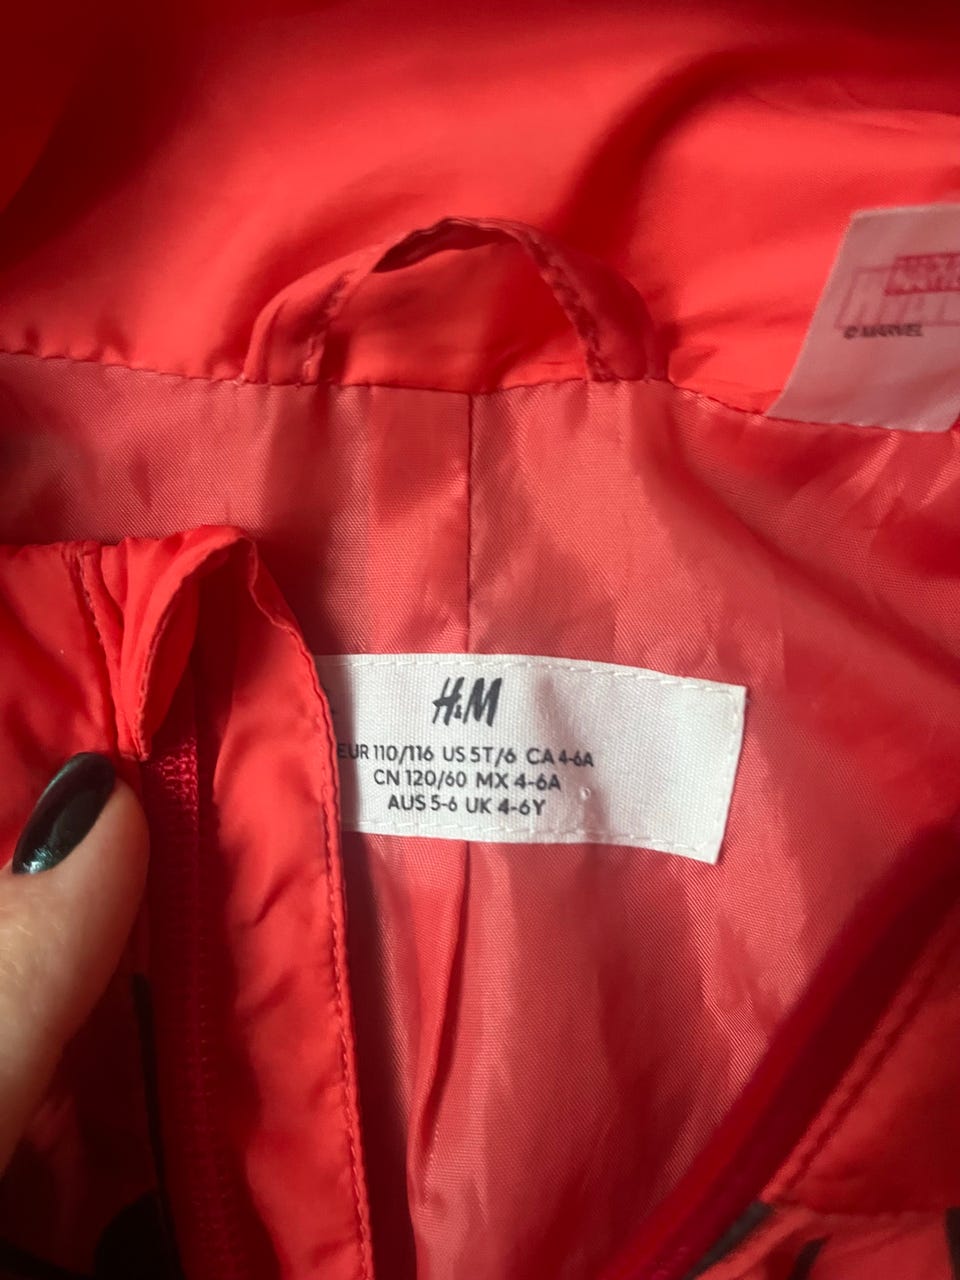 © MARVEL
H&M
EUR 110/116 US 5T/6 CA 4-6A
CN 120/60 MX 4-6A
AUS 5-6 UK 4-6Y